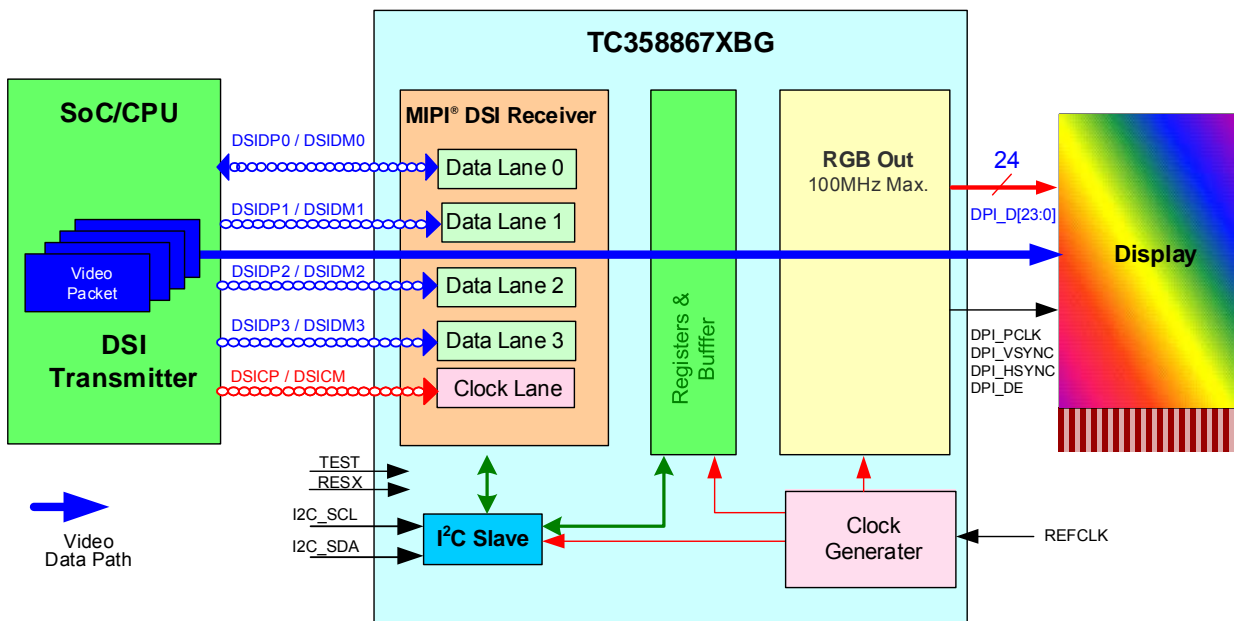 TC358867XBG
SoC/CPU
DSIDP0 / DSIDM0
DSIDP1 / DSIDM1
Video
Packet
DSIDP2 / DSIDM2
DSIDP3 / DSIDM3
DSI
Transmitter
DSICP / DSICM
MIPI® DSI Receiver
Data Lane 0
Data Lane 1
Data Lane 2
Data Lane 3
Clock Lane
Registers &
Bufffer
RGB Out
100MHz Max.
24
DPI_D[23:0]
Display
DPI_PCLK
DPI_VSYNC
DPI_HSYNC
DPI_DE
TEST
RESX
I2C_SCL
I2C_SDA
I²C Slave
Clock
Generater
REFCLK
Video
Data Path